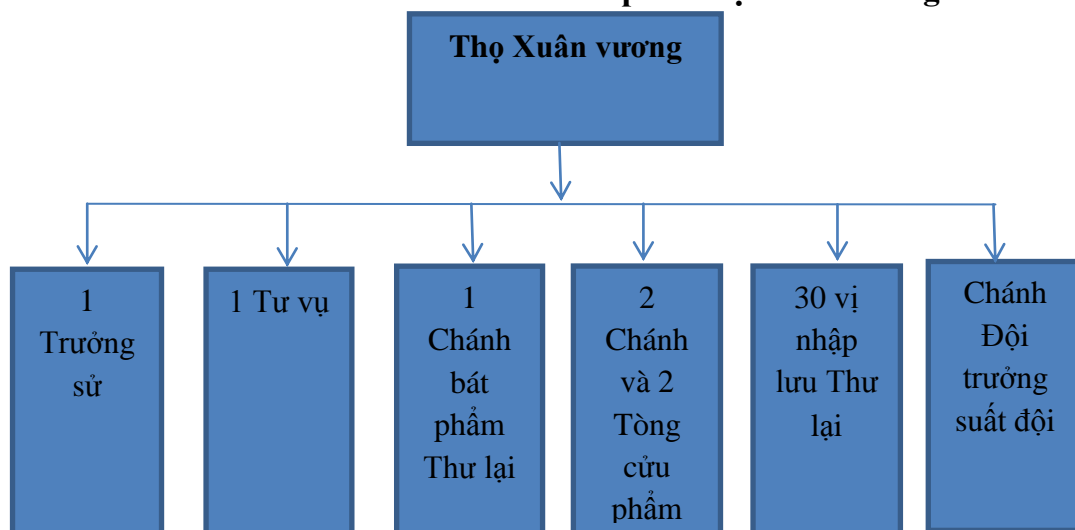 Thọ Xuân vương
1
Trưởng
sử
1 Tư vụ
1
Chánh
bát
phẩm
Thư lại
2
Chánh
và 2
Tòng
cửu
phẩm
30 vị
nhập
lưu Thư
lại
Chánh
Đội
trưởng
suất đội